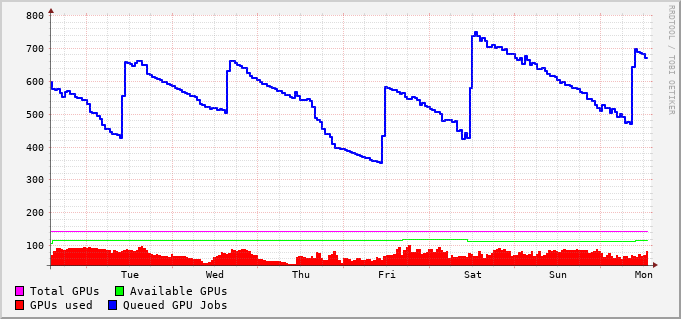 800
700
600
500
400
300
200
100
Tue Wed Thu Fri Sat Sun Mon
Total GPUs Available GPUs
GPUs used Queued GPU Jobs
RRDTOOL / TOBI OETIKER